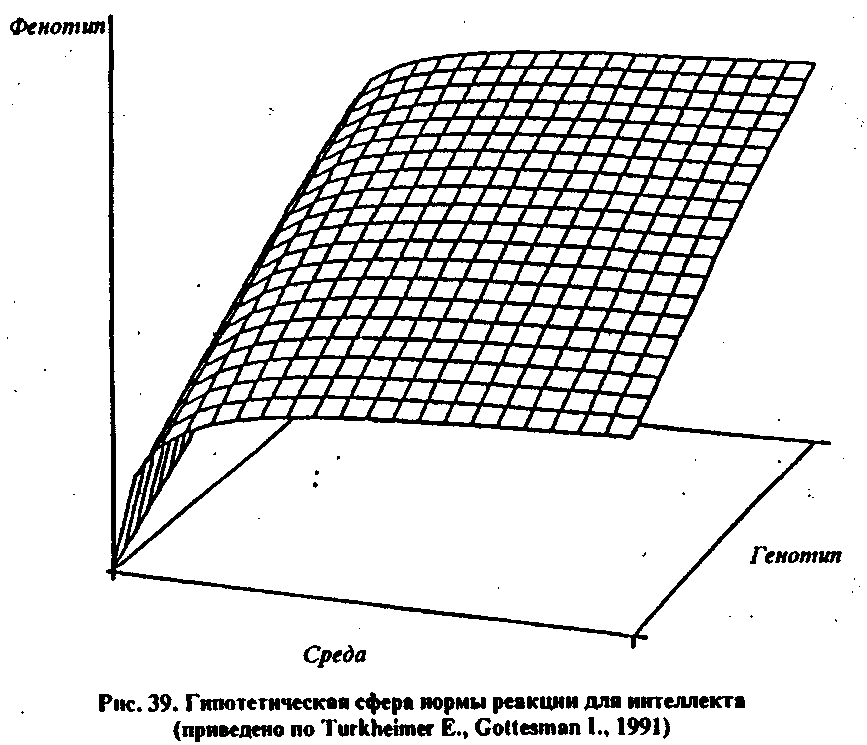 Фенотип
Генотип
Среда
Рис. 39. Гипотетическая сфера нормы реакции для интеллекта
(приведено по Turkheimer E., Gottesman I., 1991)